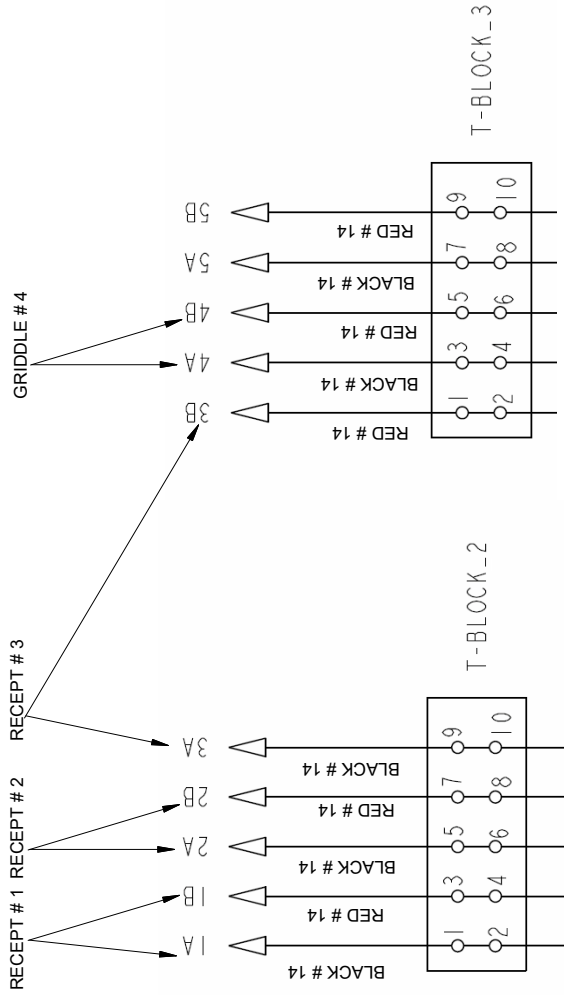 GRIDDLE # 4
RECEPT # 3
RECEPT # 2
RECEPT # 1
5B
5A
4B
4A
3B
3A
2B
2A
1B
1A
RED # 14
BLACK # 14
RED # 14
BLACK # 14
RED # 14
T-BLOCK_3
9
10
7
8
5
6
3
4
1
2
BLACK # 14
RED # 14
BLACK # 14
RED # 14
BLACK # 14
T-BLOCK_2
9
10
7
8
5
6
3
4
1
2